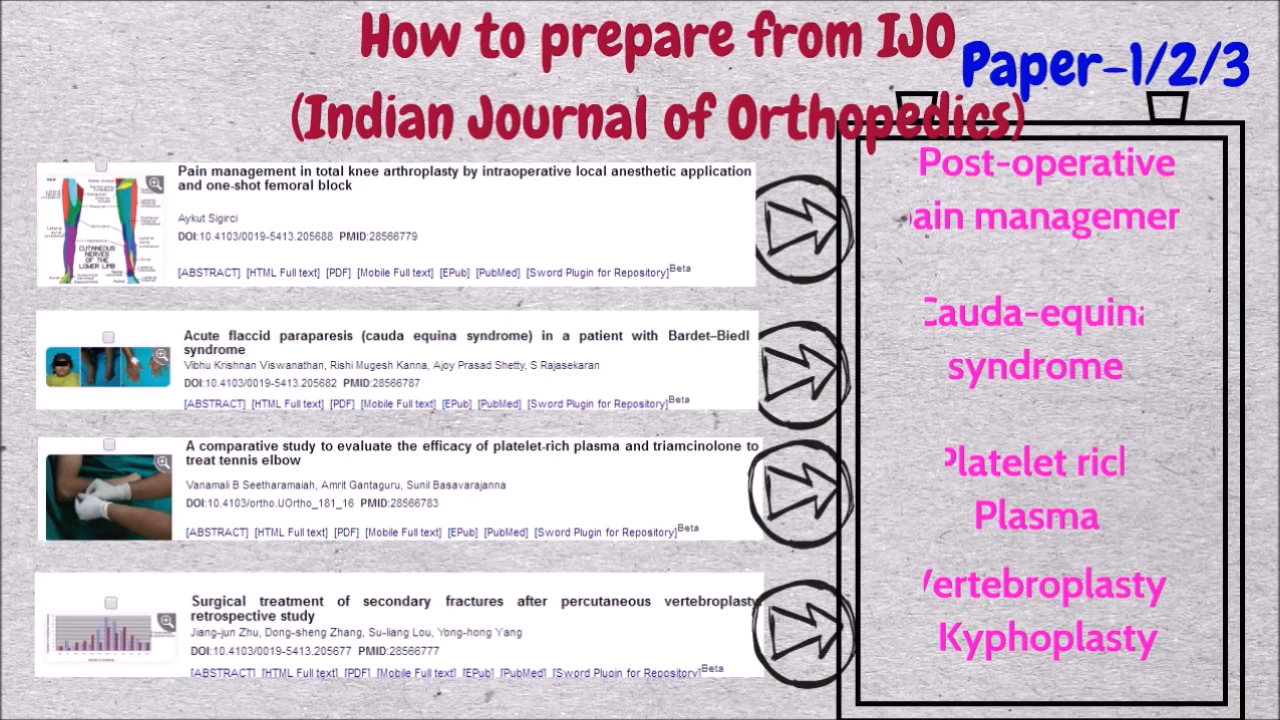 How to prepare from IJO
Paper-1/2/3
(Indian Journal of Orthopedics)
Pain management in total knee arthroplasty by intraoperative local anesthetic application
and one-shot femoral block
Aykut Sigirci
DOI:10.4103/0019-5413.205688 PMID:28566779
[ABSTRACT] [HTML Full text] [PDF] [Mobile Full text] [EPub] [PubMed] [Sword Plugin for Repository]Beta
CUTANEOUS
NERVES
OF THE
LOWER LIMB
Post-operative
ain managemen
Acute flaccid paraparesis (cauda equina syndrome) in a patient with Bardet–Biedl
syndrome
Vibhu Krishnan Viswanathan, Rishi Mugesh Kanna, Ajoy Prasad Shetty, S Rajasekaran
DOI:10.4103/0019-5413.205682 PMID:28566787
[ABSTRACT] [HTML Full text] [PDF] [Mobile Full text] [EPub] [PubMed] [Sword Plugin for Repository]Beta
Cauda-equina
syndrome
A comparative study to evaluate the efficacy of platelet-rich plasma and triamcinolone to
treat tennis elbow
Vanamali B Seetharamaiah, Amrit Gantaguru, Sunil Basavarajanna
DOI:10.4103/ortho.IJOrtho_181_16 PMID:28566783
[ABSTRACT] [HTML Full text] [PDF] [Mobile Full text] [EPub] [PubMed] [Sword Plugin for Repository]Beta
Platelet rich
Plasma
Surgical treatment of secondary fractures after percutaneous vertebroplasty
retrospective study
Jiang-jun Zhu, Dong-sheng Zhang, Su-liang Lou, Yong-hong Yang
DOI:10.4103/0019-5413.205677 PMID:28566777
[ABSTRACT] [HTML Full text] [PDF] [Mobile Full text] [EPub] [PubMed] [Sword Plugin for Repository]Beta
Vertebroplasty
Kyphoplasty